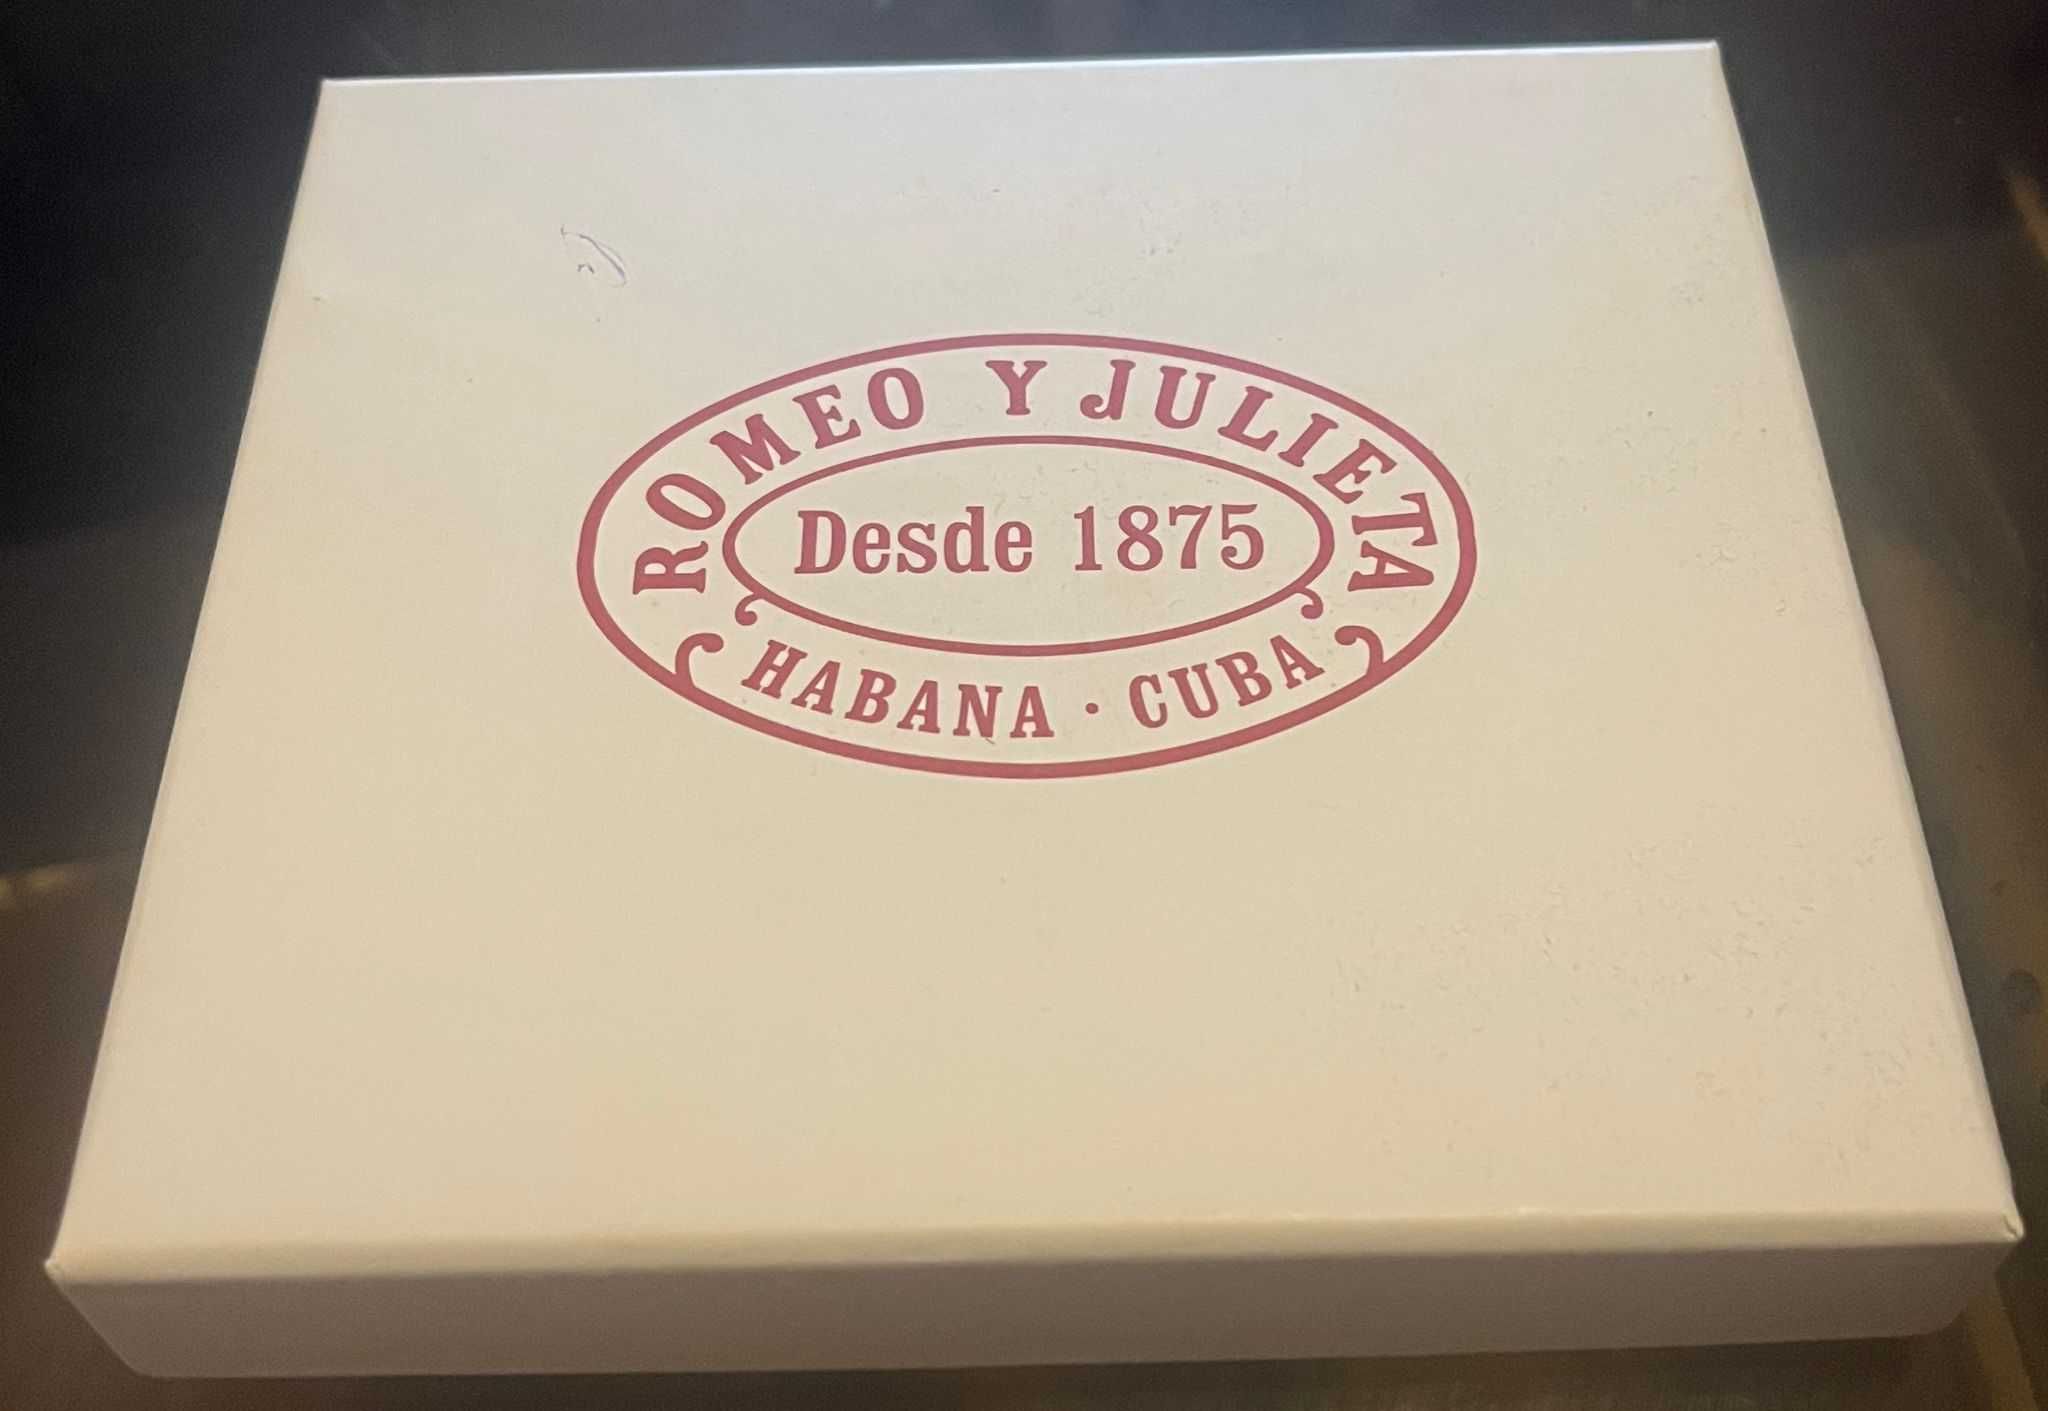 ROMEO Y JULIETA
Desde 1875
HABANA · CUBA